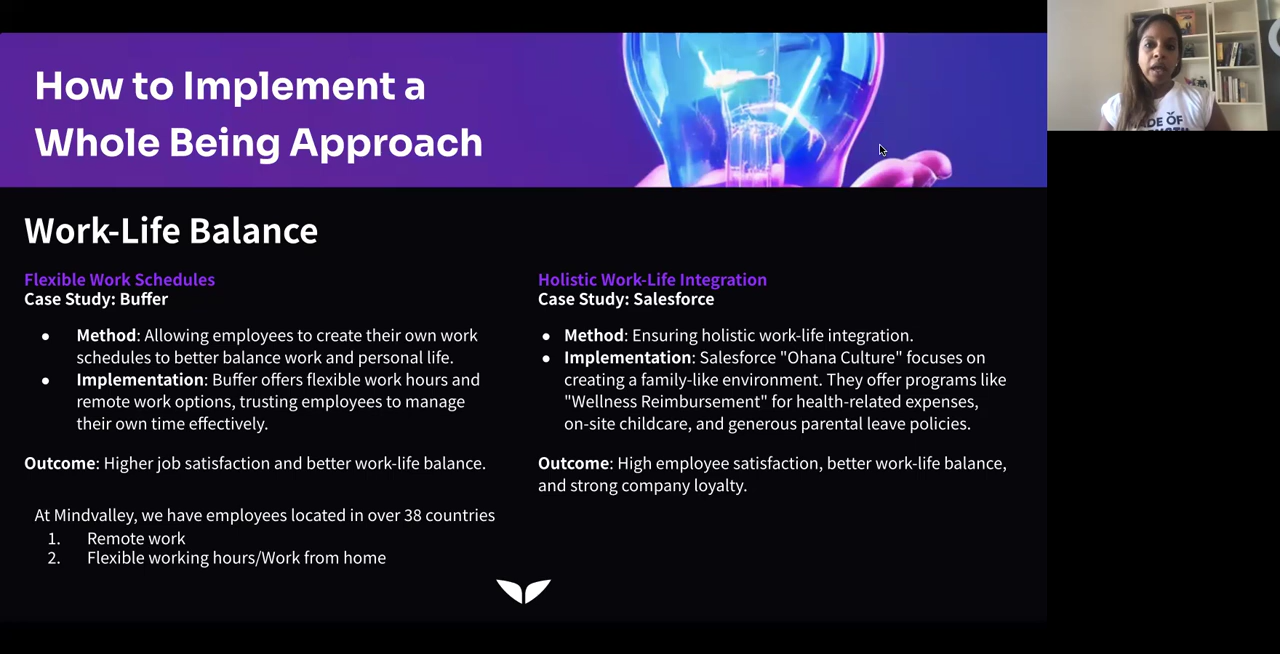 How to Implement a
Whole Being Approach
Work-Life Balance
Flexible Work Schedules
Case Study: Buffer
● Method: Allowing employees to create their own work
schedules to better balance work and personal life.
● Implementation: Buffer offers flexible work hours and
remote work options, trusting employees to manage
their own time effectively.
Outcome: Higher job satisfaction and better work-life balance.
At Mindvalley, we have employees located in over 38 countries
1. Remote work
2. Flexible working hours/Work from home
Holistic Work-Life Integration
Case Study: Salesforce
● Method: Ensuring holistic work-life integration.
● Implementation: Salesforce "Ohana Culture" focuses on
creating a family-like environment. They offer programs like
"Wellness Reimbursement" for health-related expenses,
on-site childcare, and generous parental leave policies.
Outcome: High employee satisfaction, better work-life balance,
and strong company loyalty.
MADE OF